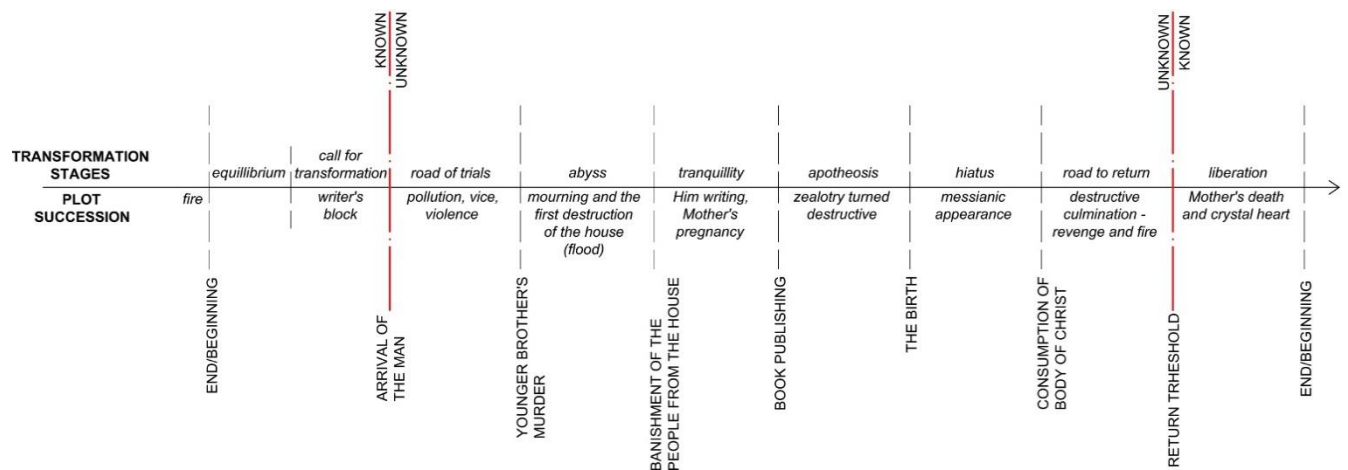 KNOWN
UNKNOWN
UNKNOWN
KNOWN
TRANSFORMATION
STAGES
equillibrium
call for
transformation
road of trials
abyss
tranquillity
apotheosis
hiatus
road to return
liberation
PLOT
SUCCESSION
fire
writer's
block
pollution, vice,
violence
mourning and the
first destruction
of the house
(flood)
Him writing,
Mother's
pregnancy
zealotry turned
destructive
messianic
appearance
destructive
culmination -
revenge and fire
Mother's death
and crystal heart
END/BEGINNING
ARRIVAL OF
THE MAN
YOUNGER BROTHER'S
MURDER
BANISHMENT OF THE
PEOPLE FROM THE HOUSE
BOOK PUBLISHING
THE BIRTH
CONSUMPTION OF
BODY OF CHRIST
RETURN TRHESHOLD
END/BEGINNING